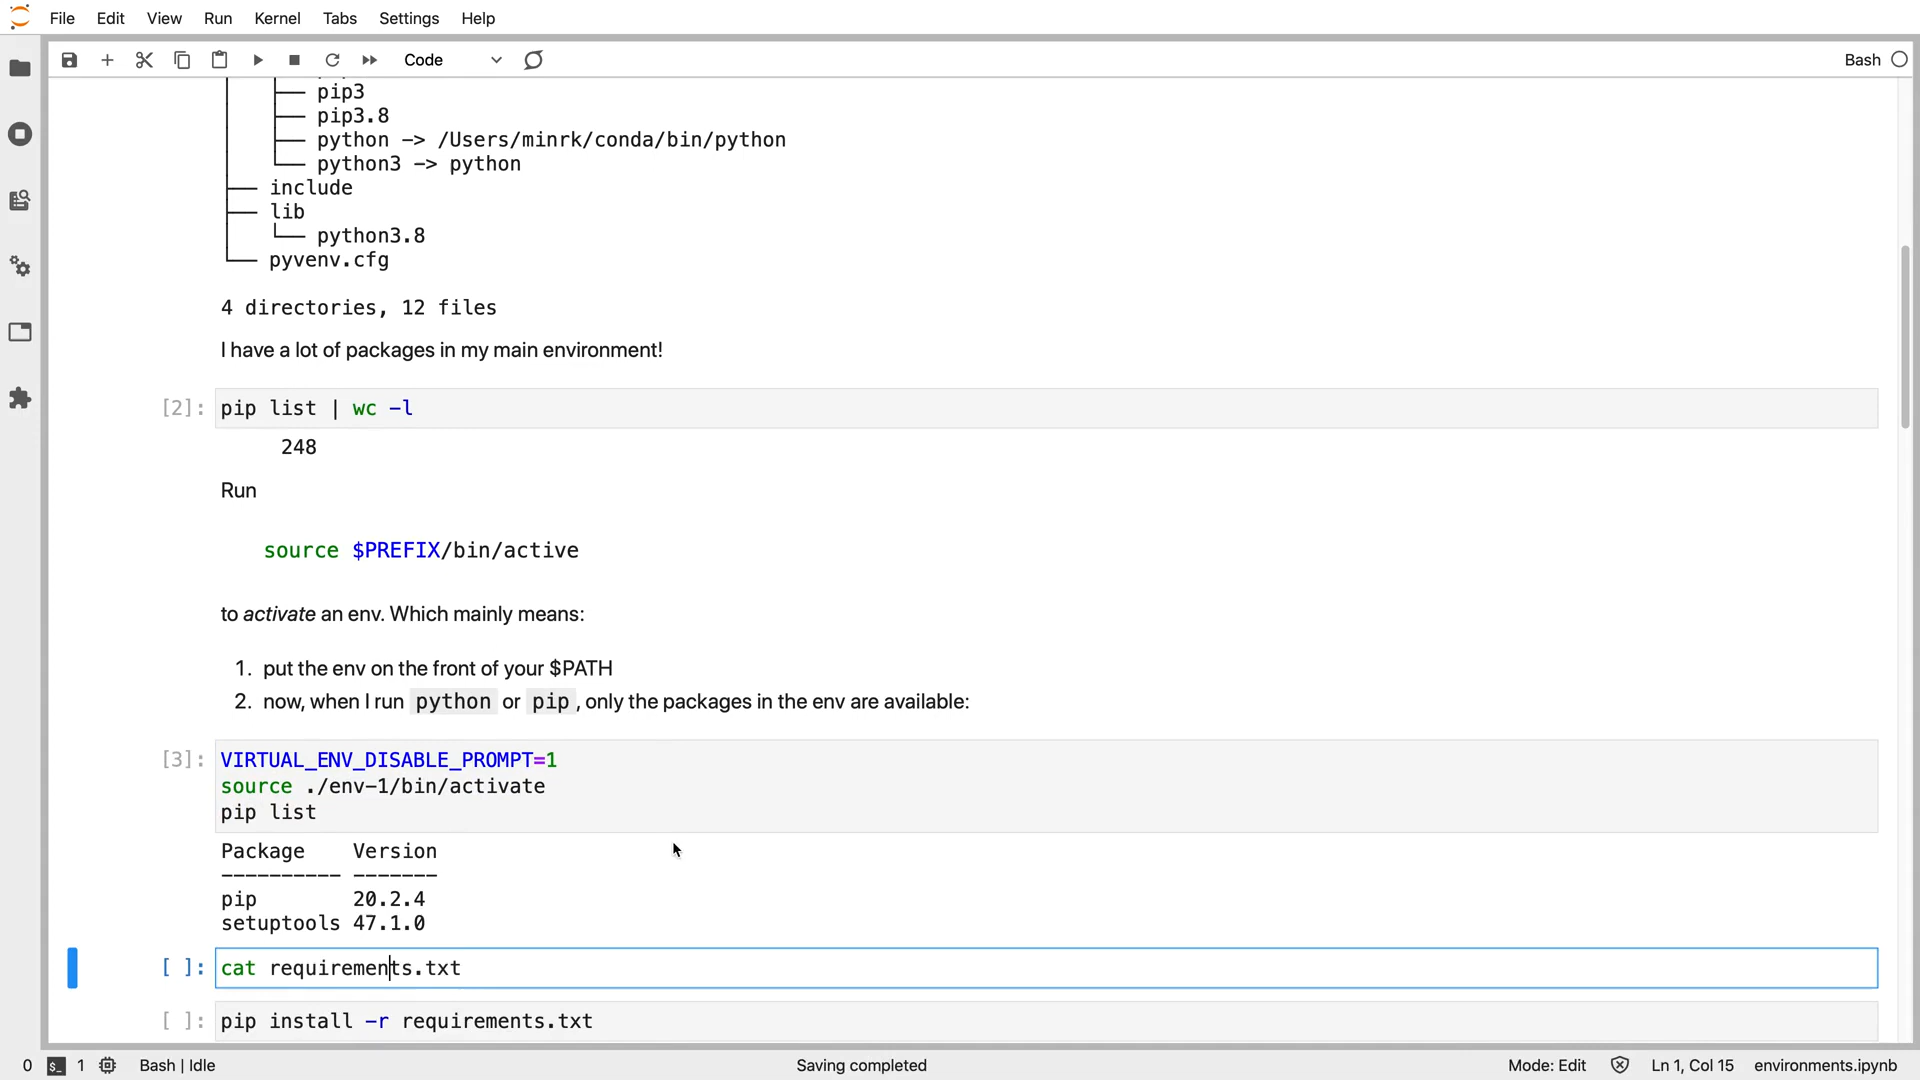 File Edit View Run Kernel Tabs Settings Help
Code Bash
├── pip3
├── pip3.8
├── python -> /Users/minrk/conda/bin/python
└── python3 -> python
├── include
├── lib
└── python3.8
└── pyvenv.cfg
4 directories, 12 files
I have a lot of packages in my main environment!
[2]: pip list | wc -l
248
Run
source $PREFIX/bin/active
to activate an env. Which mainly means:
1. put the env on the front of your $PATH
2. now, when I run python or pip, only the packages in the env are available:
[3]: VIRTUAL_ENV_DISABLE_PROMPT=1
source ./env-1/bin/activate
pip list
Package Version
---------- -------
pip 20.2.4
setuptools 47.1.0
[ ]: cat requirements.txt
[ ]: pip install -r requirements.txt
0 $_ 1 Bash | Idle Saving completed Mode: Edit Ln 1, Col 15 environments.ipynb